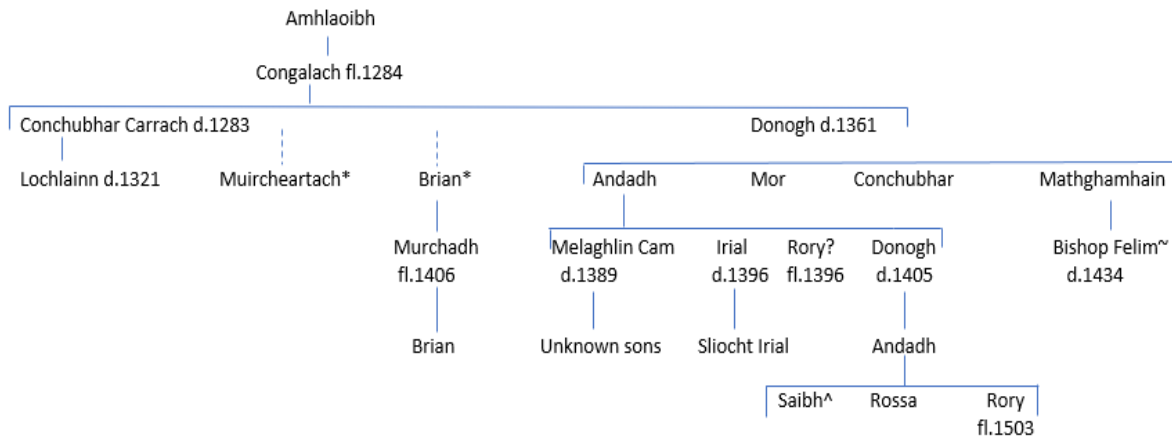 Amhlaoibh
Congalach fl.1284
Conchubhar Carrach d.1283 Donogh d.1361
Lochlainn d.1321 Muircheartach* Brian* Andadh Mor Conchubhar Mathghamhain
Murchadh Melaghlin Cam Irial Rory? Donogh Bishop Felim~
fl.1406 d.1389 d.1396 fl.1396 d.1405 d.1434
Brian Unknown sons Sliocht Irial Andadh
Saibh^ Rossa Rory
fl.1503